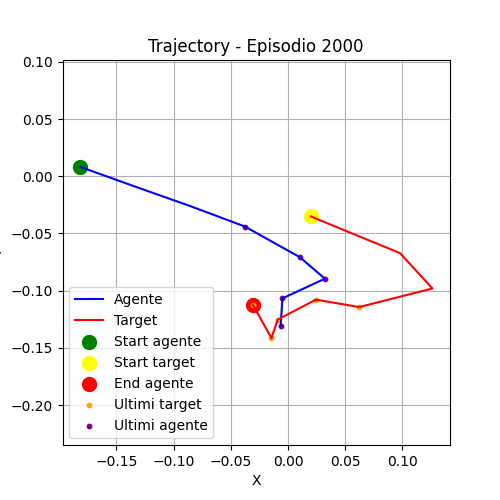 Trajectory - Episodio 2000
0.10
0.05
0.00
−0.05
−0.10
−0.15
−0.20
Agente
Target
Start agente
Start target
End agente
Ultimi target
Ultimi agente
−0.15
−0.10
−0.05
0.00
0.05
0.10
X